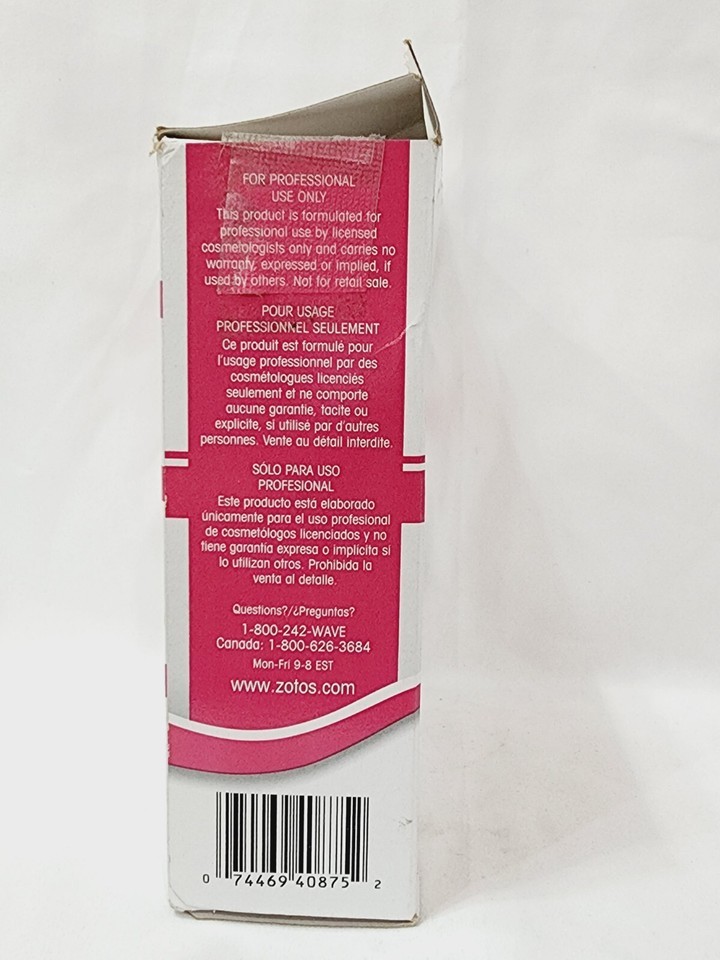 FOR PROFESSIONAL
USE ONLY
This product is formulated for
professional use by licensed
cosmetologists only and carries no
warranty, expressed or implied, if
used by others. Not for retail sale.
POUR USAGE
PROFESSIONNEL SEULEMENT
Ce produit est formulé pour
l'usage professionnel par des
cosmétologues licenciés
seulement et ne comporte
aucune garantie, tacite ou
explicite, si utilisé par d'autres
personnes. Vente au détail interdite.
SÓLO PARA USO
PROFESIONAL
Este producto está elaborado
únicamente para el uso profesional
de cosmetólogos licenciados y no
tiene garantía expresa o implícita si
lo utilizan otros. Prohibida la
venta al detalle.
Questions?/¿Preguntas?
1-800-242-WAVE
Canada: 1-800-626-3684
Mon-Fri 9-8 EST
www.zotos.com
0 74469 40875 2